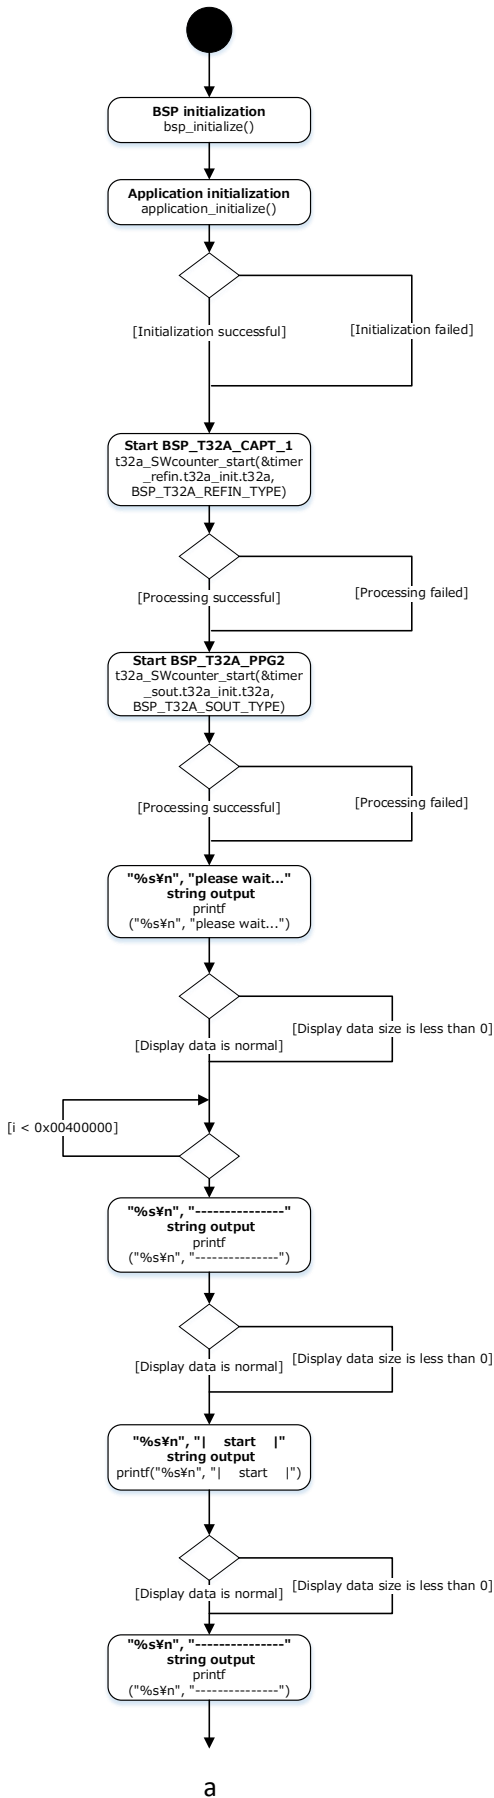 BSP initialization
bsp_initialize()
Application initialization
application_initialize()
[Initialization successful]
[Initialization failed]
Start BSP_T32A_CAPT_1
t32a_SWcounter_start(&timer
_refin.t32a_init.t32a,
BSP_T32A_REFIN_TYPE)
[Processing successful]
[Processing failed]
Start BSP_T32A_PPG2
t32a_SWcounter_start(&timer
_sout.t32a_init.t32a,
BSP_T32A_SOUT_TYPE)
[Processing successful]
[Processing failed]
"%s¥n", "please wait..."
string output
printf
("%s¥n", "please wait...")
[Display data is normal]
[Display data size is less than 0]
[i < 0x00400000]
"%s¥n", "---------------"
string output
printf
("%s¥n", "---------------")
[Display data is normal]
[Display data size is less than 0]
"%s¥n", "|    start    |"
string output
printf("%s¥n", "|    start    |")
[Display data is normal]
[Display data size is less than 0]
"%s¥n", "---------------"
string output
printf
("%s¥n", "---------------")
a